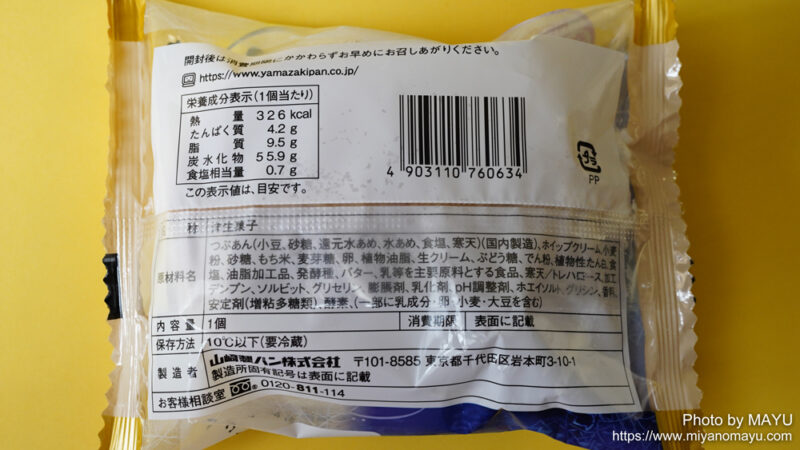 開封後は消費期限にかかわらずお早めにお召しあがりください。
https://www.yamazakipan.co.jp/
栄養成分表示(1個当たり)
熱量 326kcal
たんぱく質 4.2g
脂質 9.5g
炭水化物 55.9g
食塩相当量 0.7g
この表示値は、目安です。
4 903110 760634
プラ
PP
名 称 洋生菓子
原材料名
つぶあん(小豆、砂糖、還元水あめ、水あめ、食塩、寒天)(国内製造)、ホイップクリーム、小麦
粉、砂糖、もち米、麦芽糖、卵、植物油脂、生クリーム、ぶどう糖、でん粉、植物性たん白、食
塩、油脂加工品、発酵種、バター、乳等を主要原料とする食品、寒天/トレハロース、加工
デンプン、ソルビット、グリセリン、膨脹剤、乳化剤、pH調整剤、ホエイソルト、グリシン、香料、
安定剤(増粘多糖類)、酵素、(一部に乳成分・卵・小麦・大豆を含む)
内容量 1個 消費期限 表面に記載
保存方法 10℃以下(要冷蔵)
製造者 山崎製パン株式会社 〒101-8585 東京都千代田区岩本町3-10-1
製造所固有記号は表面に記載
お客様相談室 0120-811-114
Photo by MAYU
https://www.miyanomayu.com/